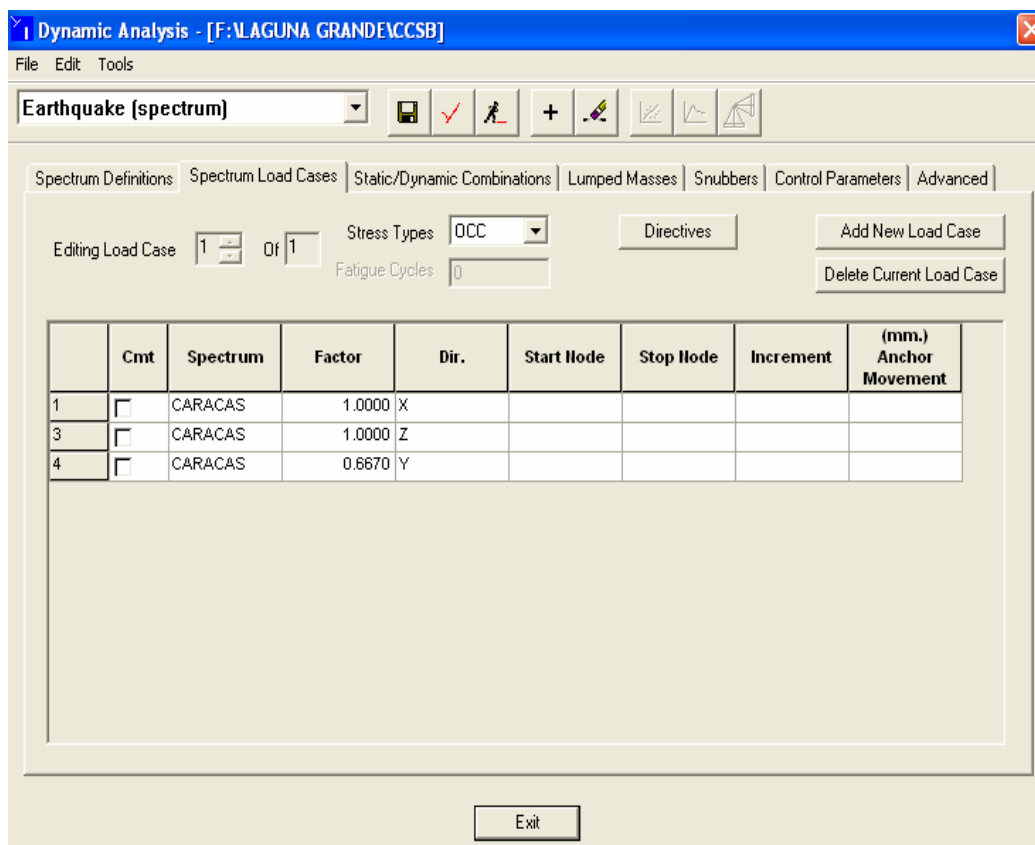 Dynamic Analysis - [F:\LAGUNA GRANDE\CCSB]
File Edit Tools
Earthquake (spectrum)
Spectrum Definitions Spectrum Load Cases Static/Dynamic Combinations Lumped Masses Snubbers Control Parameters Advanced
Editing Load Case 1 Of 1 Stress Types OCC Directives Add New Load Case
Fatigue Cycles 0 Delete Current Load Case
Cmt Spectrum Factor Dir. Start Node Stop Node Increment (mm.) Anchor Movement
1 CARACAS 1.0000 X
3 CARACAS 1.0000 Z
4 CARACAS 0.6670 Y
Exit